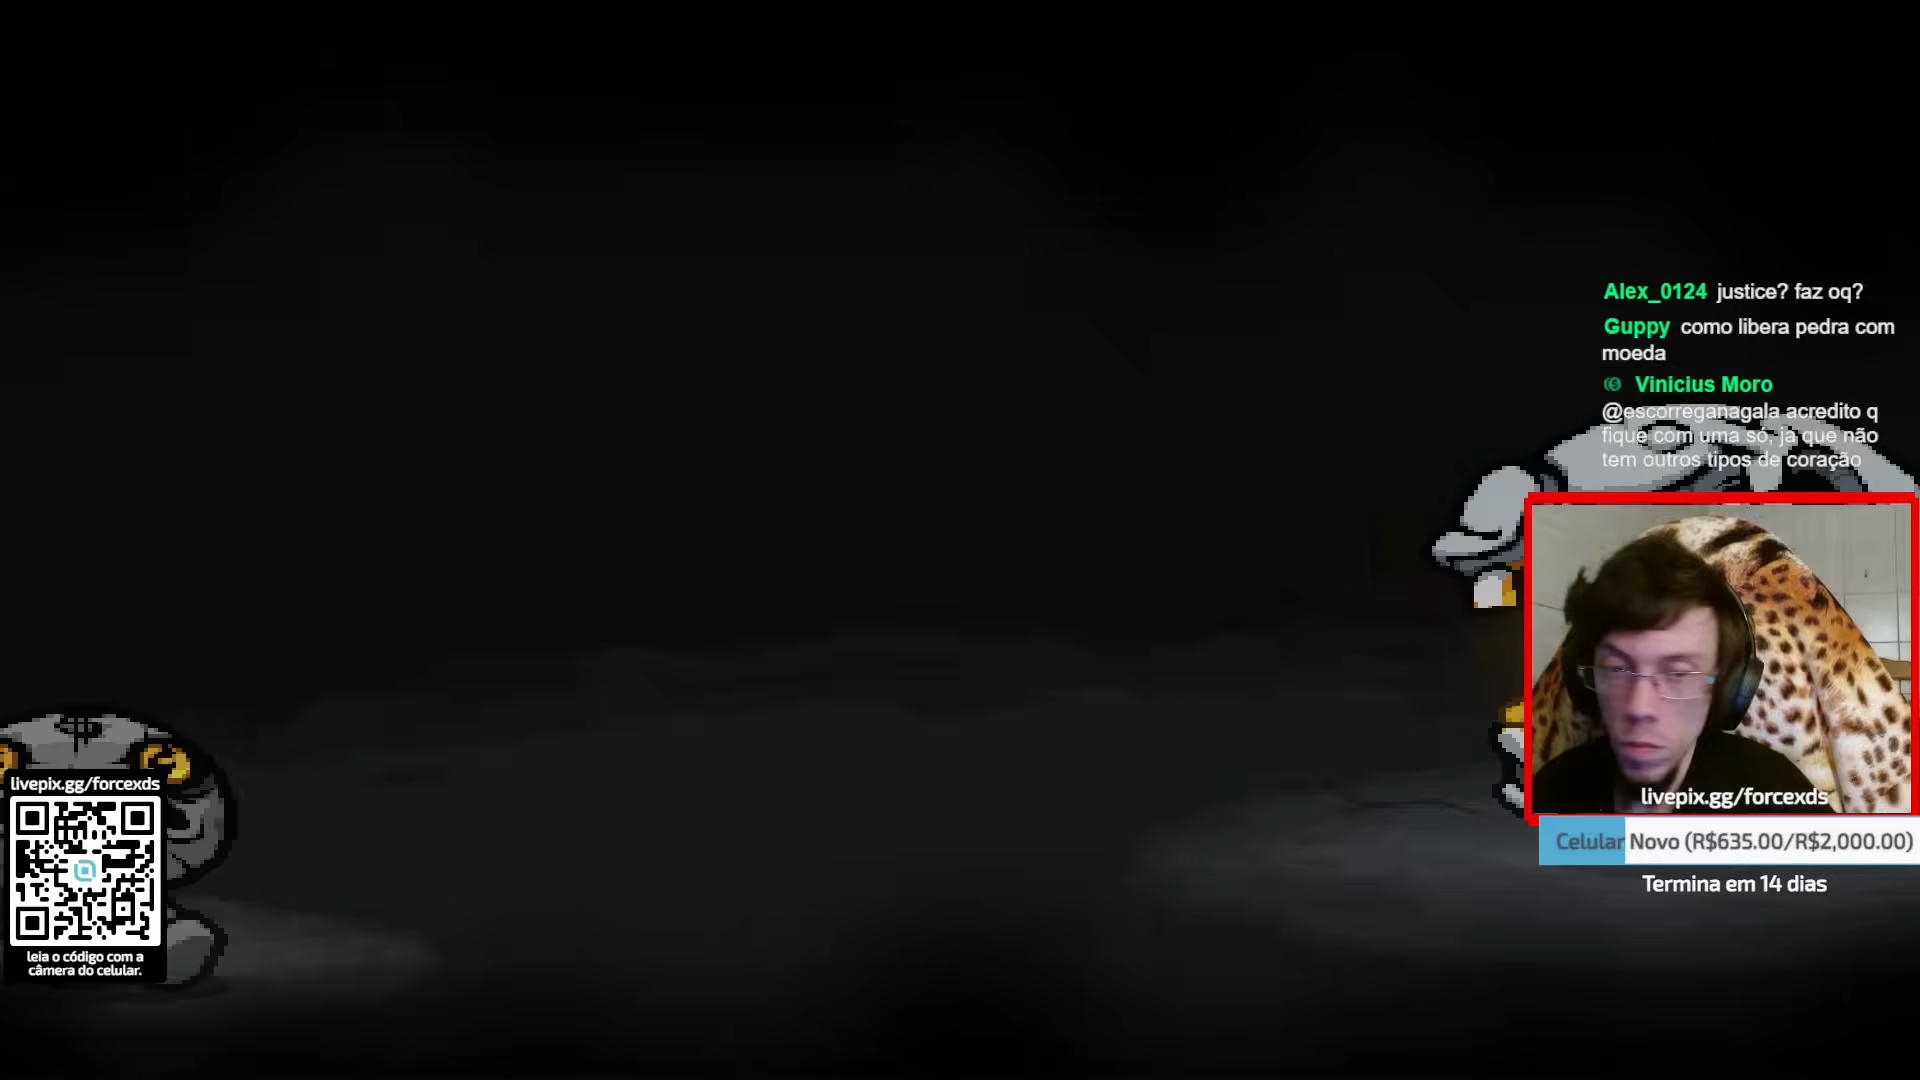 Alex_0124 justice? faz oq?
Guppy como libera pedra com
moeda
Vinicius Moro
@escorreganagala acredito q
fique com uma só, já que não
tem outros tipos de coração
livepix.gg/forcexds
Celular Novo (R$635.00/R$2,000.00)
Termina em 14 dias
livepix.gg/forcexds
leia o código com a
câmera do celular.